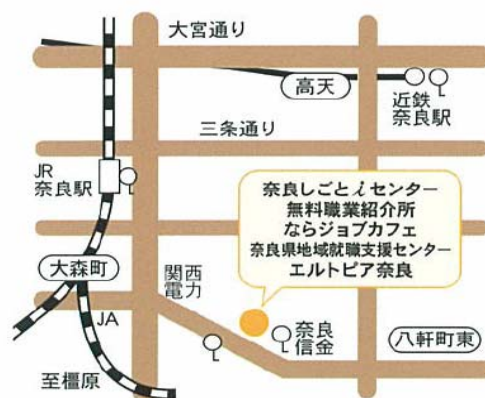 大宮通り
高天
近鉄
奈良駅
三条通り
JR
奈良駅
奈良しごとiセンター
無料職業紹介所
ならジョブカフェ
奈良県地域就職支援センター
エルトピア奈良
大森町
関西
電力
JA
奈良
信金
八軒町東
至橿原